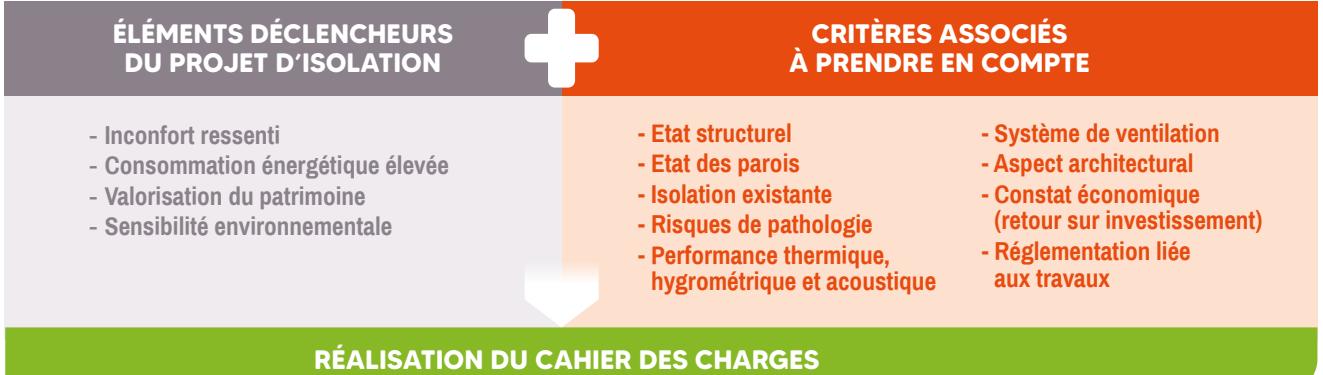 ÉLÉMENTS DÉCLENCHEURS
DU PROJET D'ISOLATION
CRITÈRES ASSOCIÉS
À PRENDRE EN COMPTE
- Inconfort ressenti
- Consommation énergétique élevée
- Valorisation du patrimoine
- Sensibilité environnementale
- Etat structurel
- Etat des parois
- Isolation existante
- Risques de pathologie
- Performance thermique,
hygrométrique et acoustique
- Système de ventilation
- Aspect architectural
- Constat économique
(retour sur investissement)
- Réglementation liée
aux travaux
RÉALISATION DU CAHIER DES CHARGES